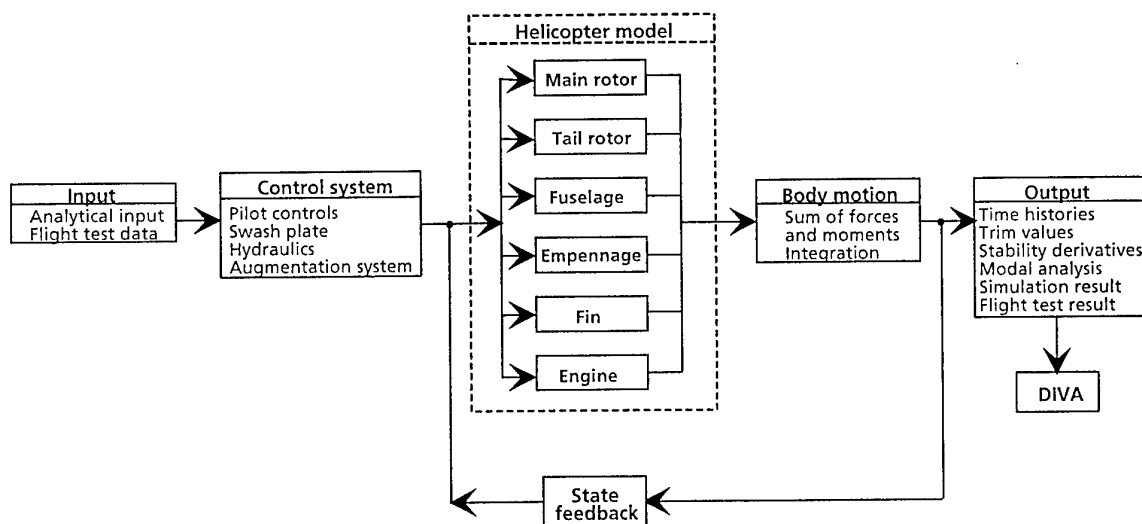 Helicopter model
Main rotor
Tail rotor
Fuselage
Empennage
Fin
Engine
Input
Analytical input
Flight test data
Control system
Pilot controls
Swash plate
Hydraulics
Augmentation system
Body motion
Sum of forces
and moments
Integration
Output
Time histories
Trim values
Stability derivatives
Modal analysis
Simulation result
Flight test result
DIVA
State
feedback